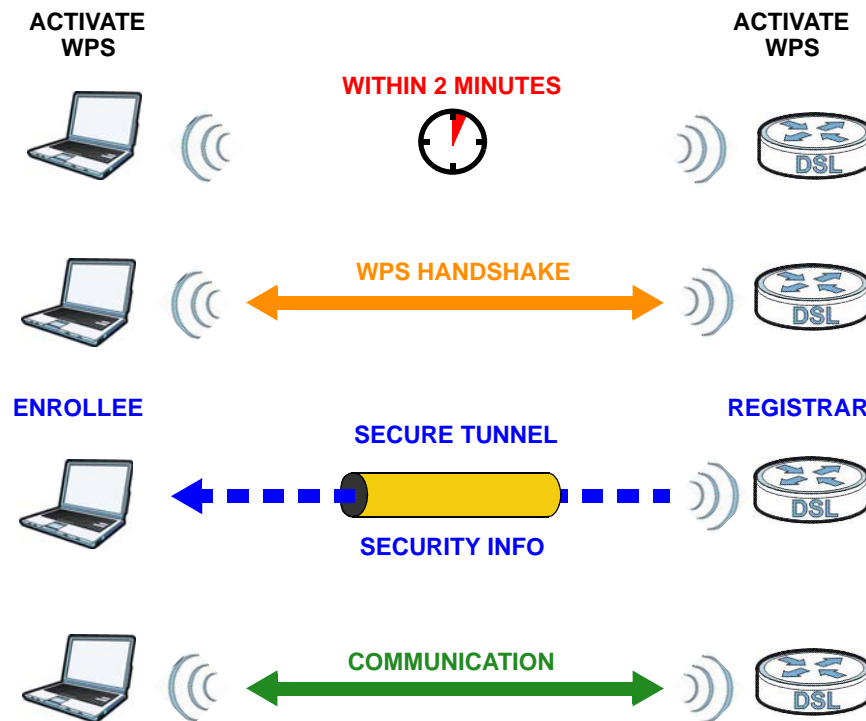 ACTIVATE
WPS
ACTIVATE
WPS
WITHIN 2 MINUTES
DSL
WPS HANDSHAKE
DSL
ENROLLEE
REGISTRAR
SECURE TUNNEL
DSL
SECURITY INFO
COMMUNICATION
DSL